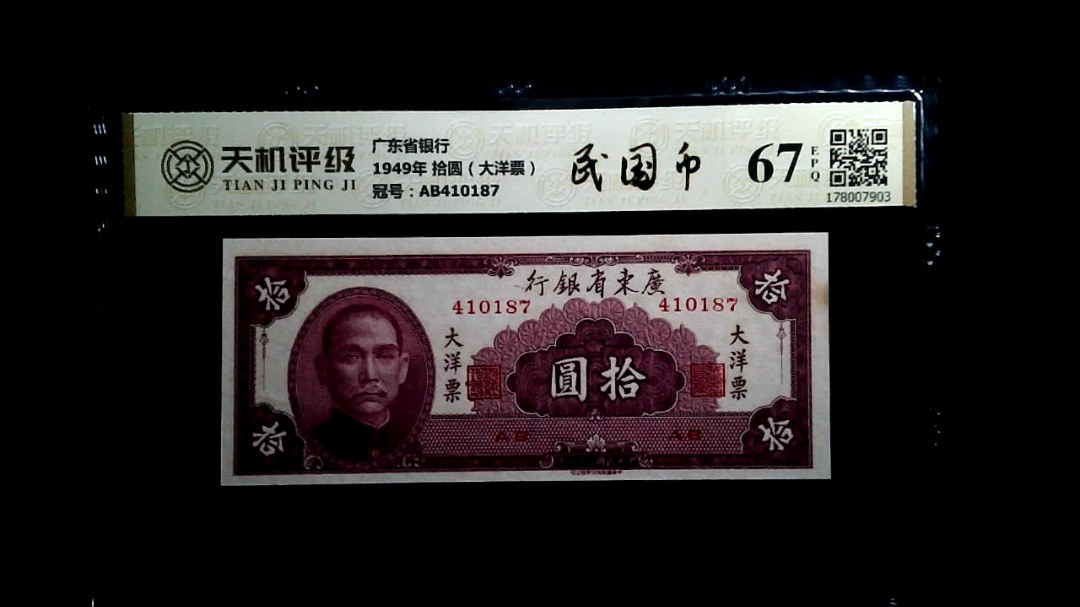 天机评级
TIAN JI PING JI
广东省银行
1949年 拾圆（大洋票）
冠号：AB410187
民国币
67
EPQ
178007903
行銀省東廣
410187 410187
拾 拾
大洋票 大洋票
圓拾
AB AB
拾 拾